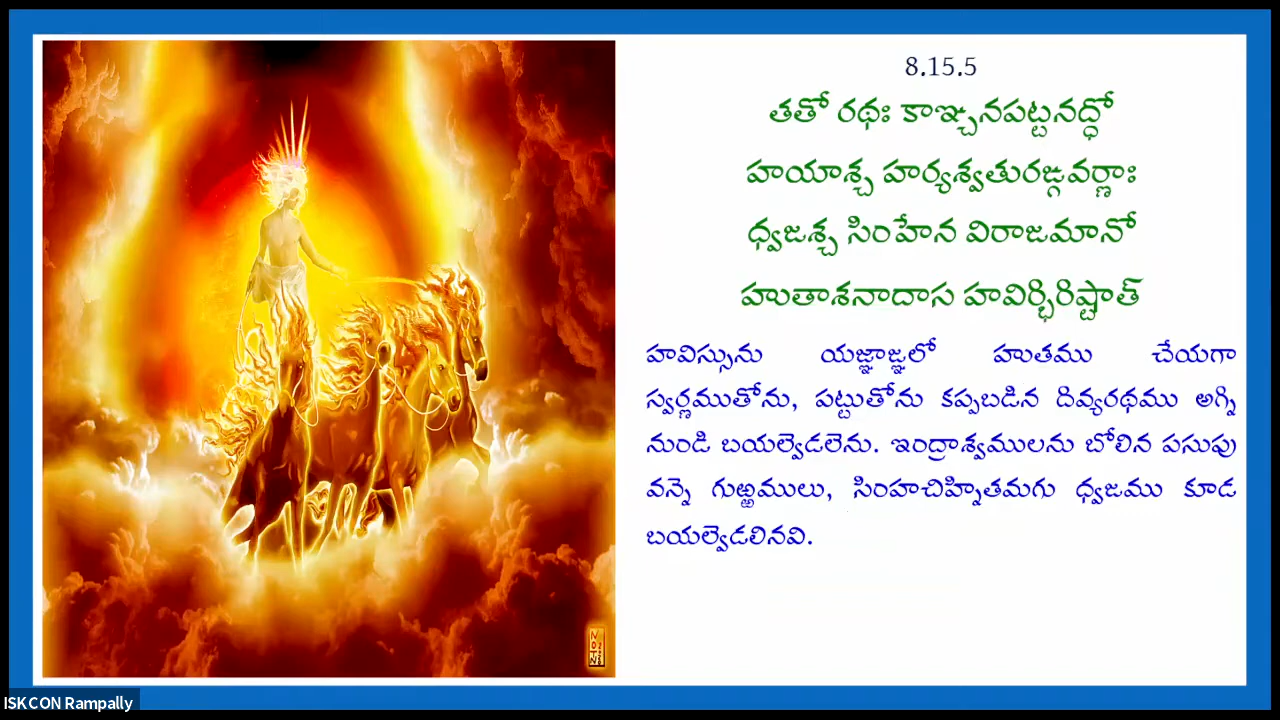 8.15.5
తతో రథః కాఞ్చనపట్టనద్ధో
హయాశ్చ హర్యశ్వతురఙ్గవర్ణాః
ధ్వజశ్చ సింహేన విరాజమానో
హుతాశనాదాస హవిర్భిరిష్టాత్
హవిస్సును యజ్ఞాజ్ఞలో హుతము చేయగా
స్వర్ణముతోను, పట్టుతోను కప్పబడిన దివ్యరథము అగ్ని
నుండి బయల్వెడలెను. ఇంద్రాశ్వములను బోలిన పసుపు
వన్నె గుఱ్ఱములు, సింహచిహ్నితమగు ధ్వజము కూడ
బయల్వెడలినవి.
ISKCON Rampally